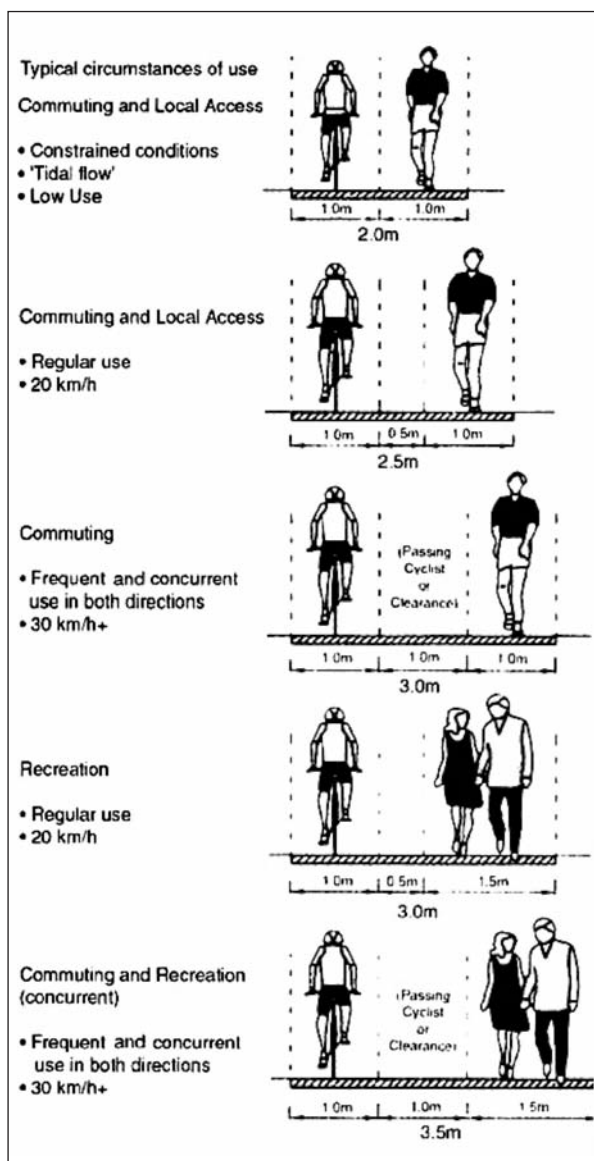 Typical circumstances of use
Commuting and Local Access
• Constrained conditions
• 'Tidal flow'
• Low Use
1 0m
1.0m
2.0m
Commuting and Local Access
• Regular use
• 20 km/h
1 0m
0 5m
1 0m
2.5m
Commuting
• Frequent and concurrent
use in both directions
• 30 km/h+
(Passing
Cyclist
or
Clearance)
1 0m
1 0m
1 0m
3.0m
Recreation
• Regular use
• 20 km/h
1 0m
0 5m
1.5m
3.0m
Commuting and Recreation
(concurrent)
• Frequent and concurrent
use in both directions
• 30 km/h+
(Passing
Cyclist
or
Clearance)
1 0m
1.0m
1 5m
3.5m